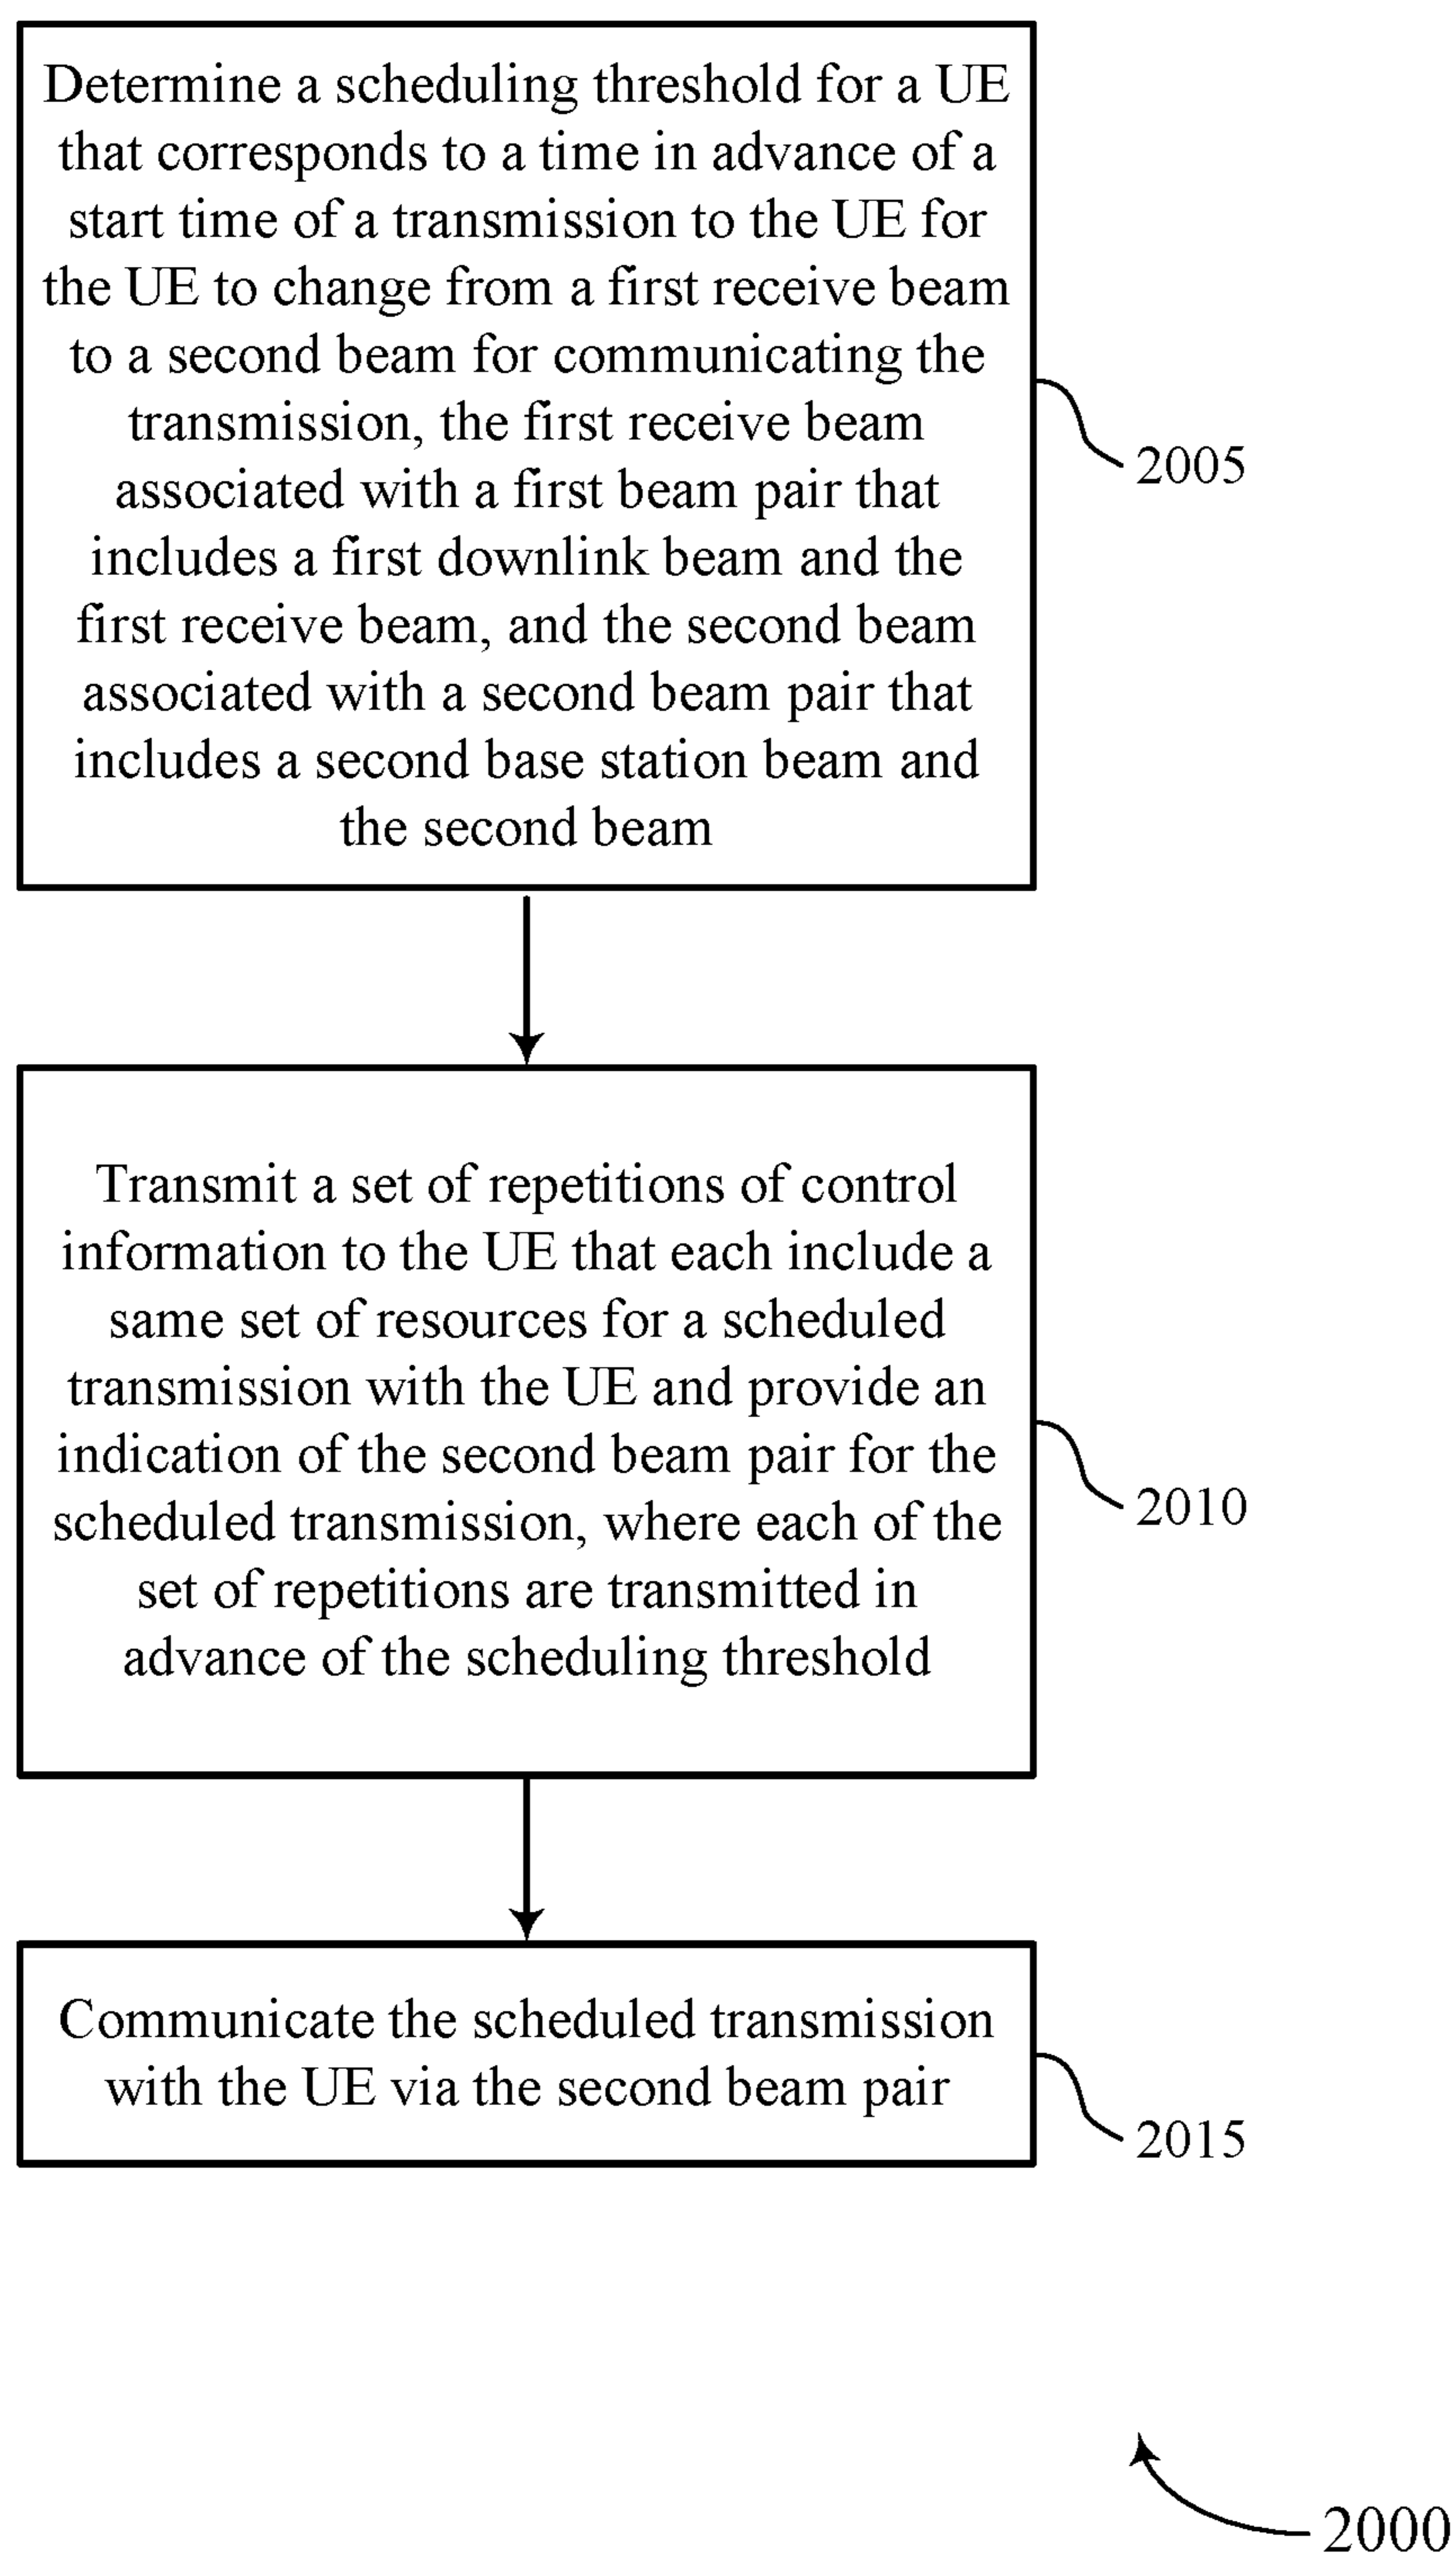 Determine a scheduling threshold for a UE
that corresponds to a time in advance of a
start time of a transmission to the UE for
the UE to change from a first receive beam
to a second beam for communicating the
transmission, the first receive beam
associated with a first beam pair that
includes a first downlink beam and the
first receive beam, and the second beam
associated with a second beam pair that
includes a second base station beam and
the second beam
2005
Transmit a set of repetitions of control
information to the UE that each include a
same set of resources for a scheduled
transmission with the UE and provide an
indication of the second beam pair for the
scheduled transmission, where each of the
set of repetitions are transmitted in
advance of the scheduling threshold
2010
Communicate the scheduled transmission
with the UE via the second beam pair
2015
2000